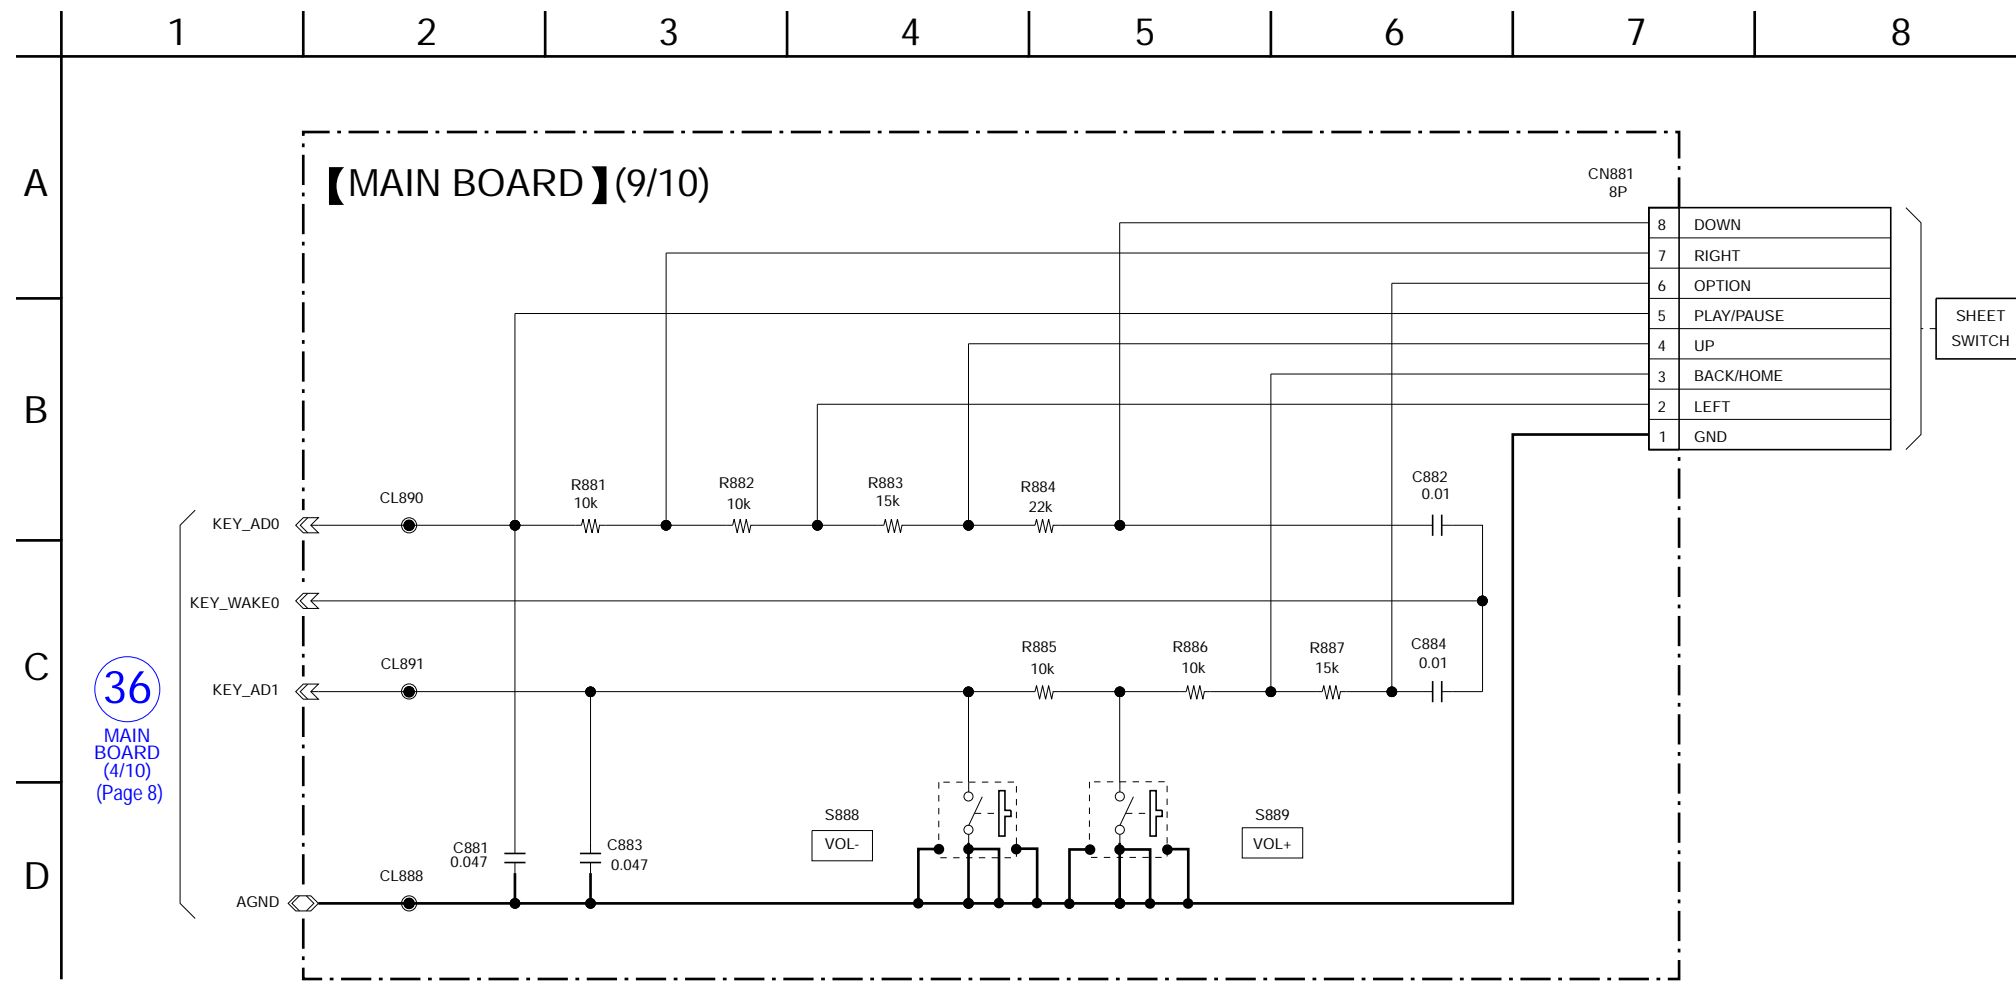 1 2 3 4 5 6 7 8
A
【MAIN BOARD】(9/10)
CN881
8P
8 DOWN
7 RIGHT
6 OPTION
5 PLAY/PAUSE
4 UP
3 BACK/HOME
2 LEFT
1 GND
SHEET
SWITCH
B
CL890
R881
10k
R882
10k
R883
15k
R884
22k
C882
0.01
KEY_AD0
KEY_WAKE0
C
36
MAIN
BOARD
(4/10)
(Page 8)
KEY_AD1
CL891
R885
10k
R886
10k
R887
15k
C884
0.01
D
C881
0.047
C883
0.047
S888
VOL-
S889
VOL+
CL888
AGND